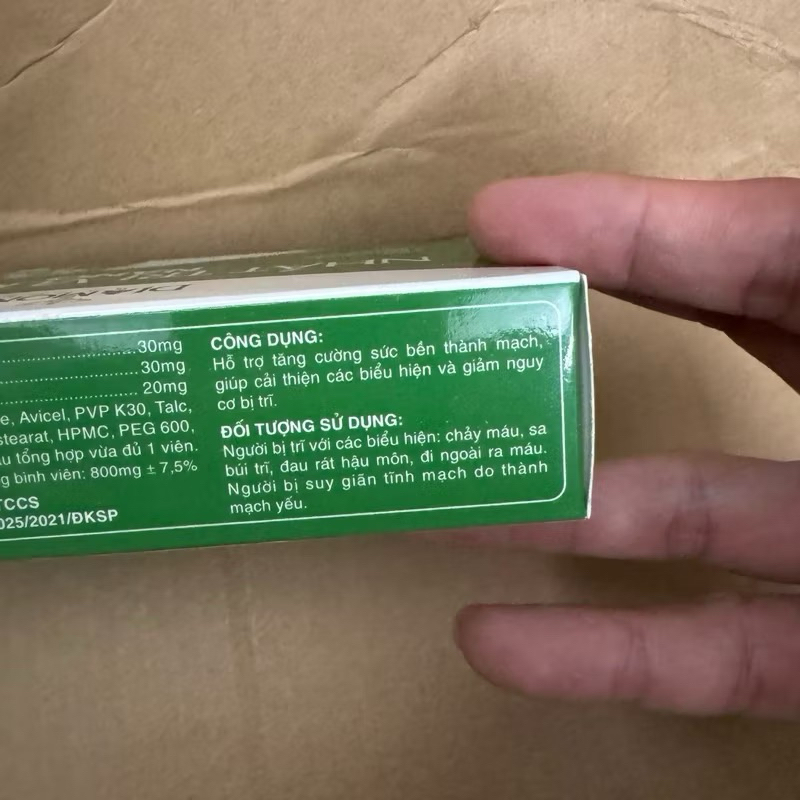 NHẤT
30mg
30mg
20mg
e, Avicel, PVP K30, Talc,
stearat, HPMC, PEG 600,
u tổng hợp vừa đủ 1 viên.
g bình viên: 800mg ± 7,5%
TCCS
025/2021/ĐKSP
CÔNG DỤNG:
Hỗ trợ tăng cường sức bền thành mạch,
giúp cải thiện các biểu hiện và giảm nguy
cơ bị trĩ.
ĐỐI TƯỢNG SỬ DỤNG:
Người bị trĩ với các biểu hiện: chảy máu, sa
búi trĩ, đau rát hậu môn, đi ngoài ra máu.
Người bị suy giãn tĩnh mạch do thành
mạch yếu.